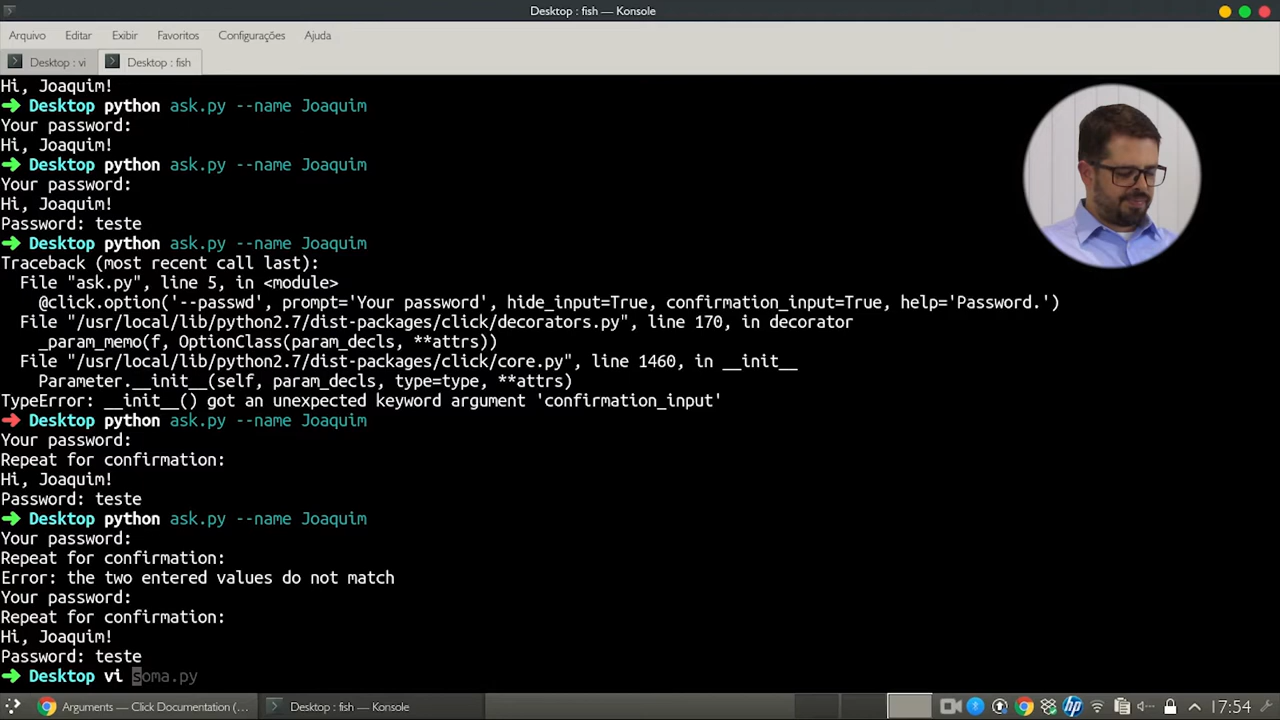 Desktop : fish — Konsole
Arquivo Editar Exibir Favoritos Configurações Ajuda
Desktop : vi Desktop : fish
Hi, Joaquim!
➜ Desktop python ask.py --name Joaquim
Your password:
Hi, Joaquim!
➜ Desktop python ask.py --name Joaquim
Your password:
Hi, Joaquim!
Password: teste
➜ Desktop python ask.py --name Joaquim
Traceback (most recent call last):
  File "ask.py", line 5, in <module>
    @click.option('--passwd', prompt='Your password', hide_input=True, confirmation_input=True, help='Password.')
  File "/usr/local/lib/python2.7/dist-packages/click/decorators.py", line 170, in decorator
    _param_memo(f, OptionClass(param_decls, **attrs))
  File "/usr/local/lib/python2.7/dist-packages/click/core.py", line 1460, in __init__
    Parameter.__init__(self, param_decls, type=type, **attrs)
TypeError: __init__() got an unexpected keyword argument 'confirmation_input'
➜ Desktop python ask.py --name Joaquim
Your password:
Repeat for confirmation:
Hi, Joaquim!
Password: teste
➜ Desktop python ask.py --name Joaquim
Your password:
Repeat for confirmation:
Error: the two entered values do not match
Your password:
Repeat for confirmation:
Hi, Joaquim!
Password: teste
➜ Desktop vi soma.py
Arguments — Click Documentation (... Desktop : fish — Konsole 17:54